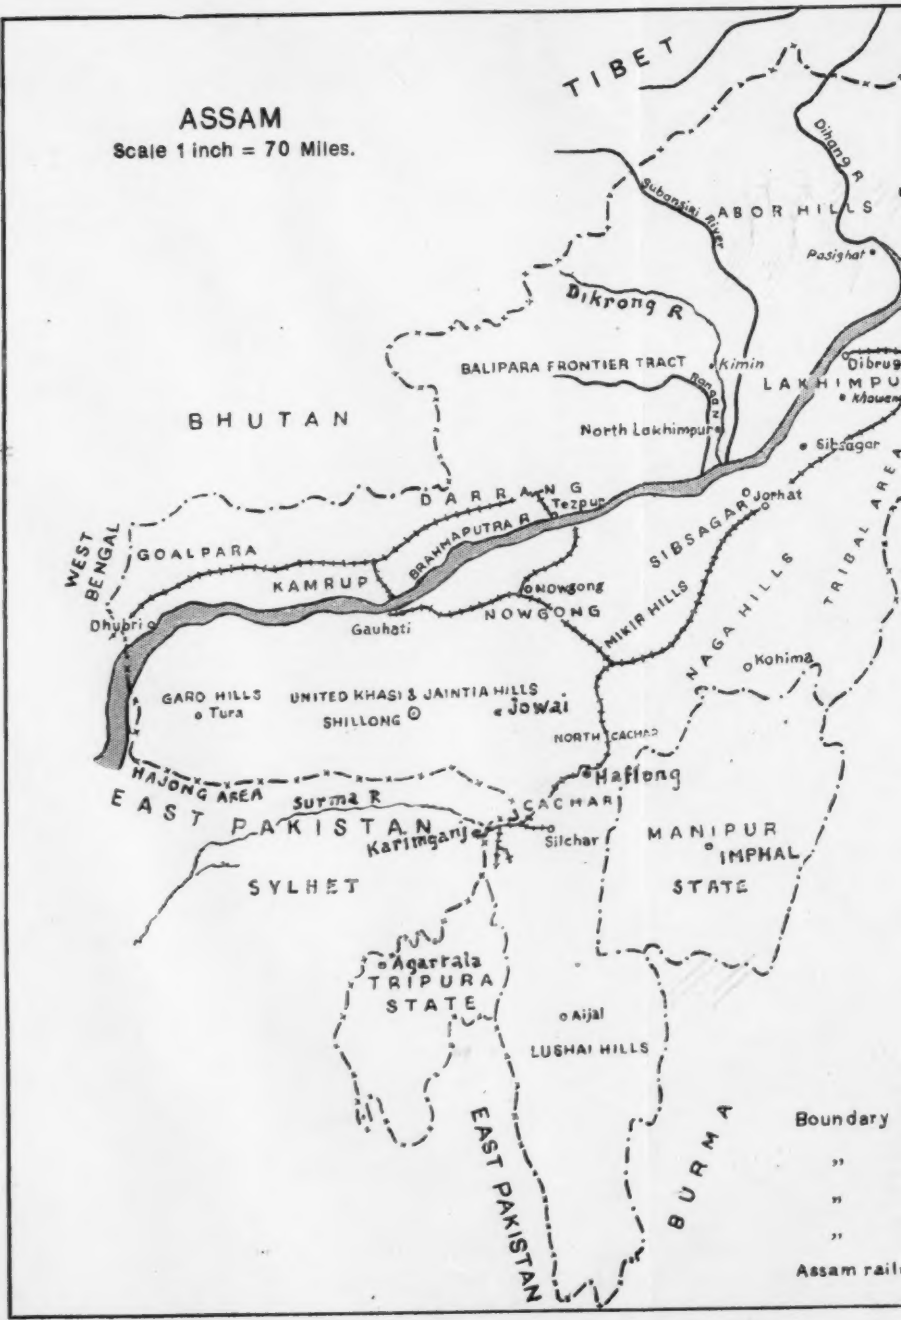 ASSAM
Scale 1 inch = 70 Miles.
TIBET
Dihang R
Subansiri River
ABOR HILLS
Pasighat
Dikrong R
BALIPARA FRONTIER TRACT
Kimin
Ranga N
Dibrug
LAKHIMPU
Khowang
BHUTAN
North Lakhimpur
Sibsagar
DARRANG
Tezpur
Jorhat
WEST
BENGAL
GOALPARA
BRAHMAPUTRA R
SIBSAGAR
TRIBAL AREA
KAMRUP
Nowgong
NOWGONG
MIKIR HILLS
NAGA HILLS
Dhubri
Gauhati
Kohima
GARO HILLS
Tura
UNITED KHASI & JAINTIA HILLS
SHILLONG
Jowai
NORTH CACHAR
HAJONG AREA
Haflong
EAST PAKISTAN
Surma R
CACHAR
Karimganj
Silchar
MANIPUR
IMPHAL
STATE
SYLHET
Agartala
TRIPURA
STATE
Aijal
LUSHAI HILLS
EAST PAKISTAN
BURMA
Boundary
"
"
"
Assam rail